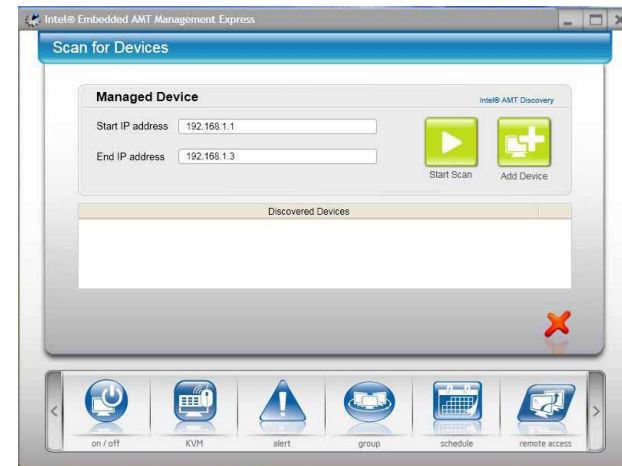 Intel® Embedded AMT Management Express
Scan for Devices
Managed Device
Intel® AMT Discovery
Start IP address 192.168.1.1
End IP address 192.168.1.3
Start Scan Add Device
Discovered Devices
on / off KVM alert group schedule remote access